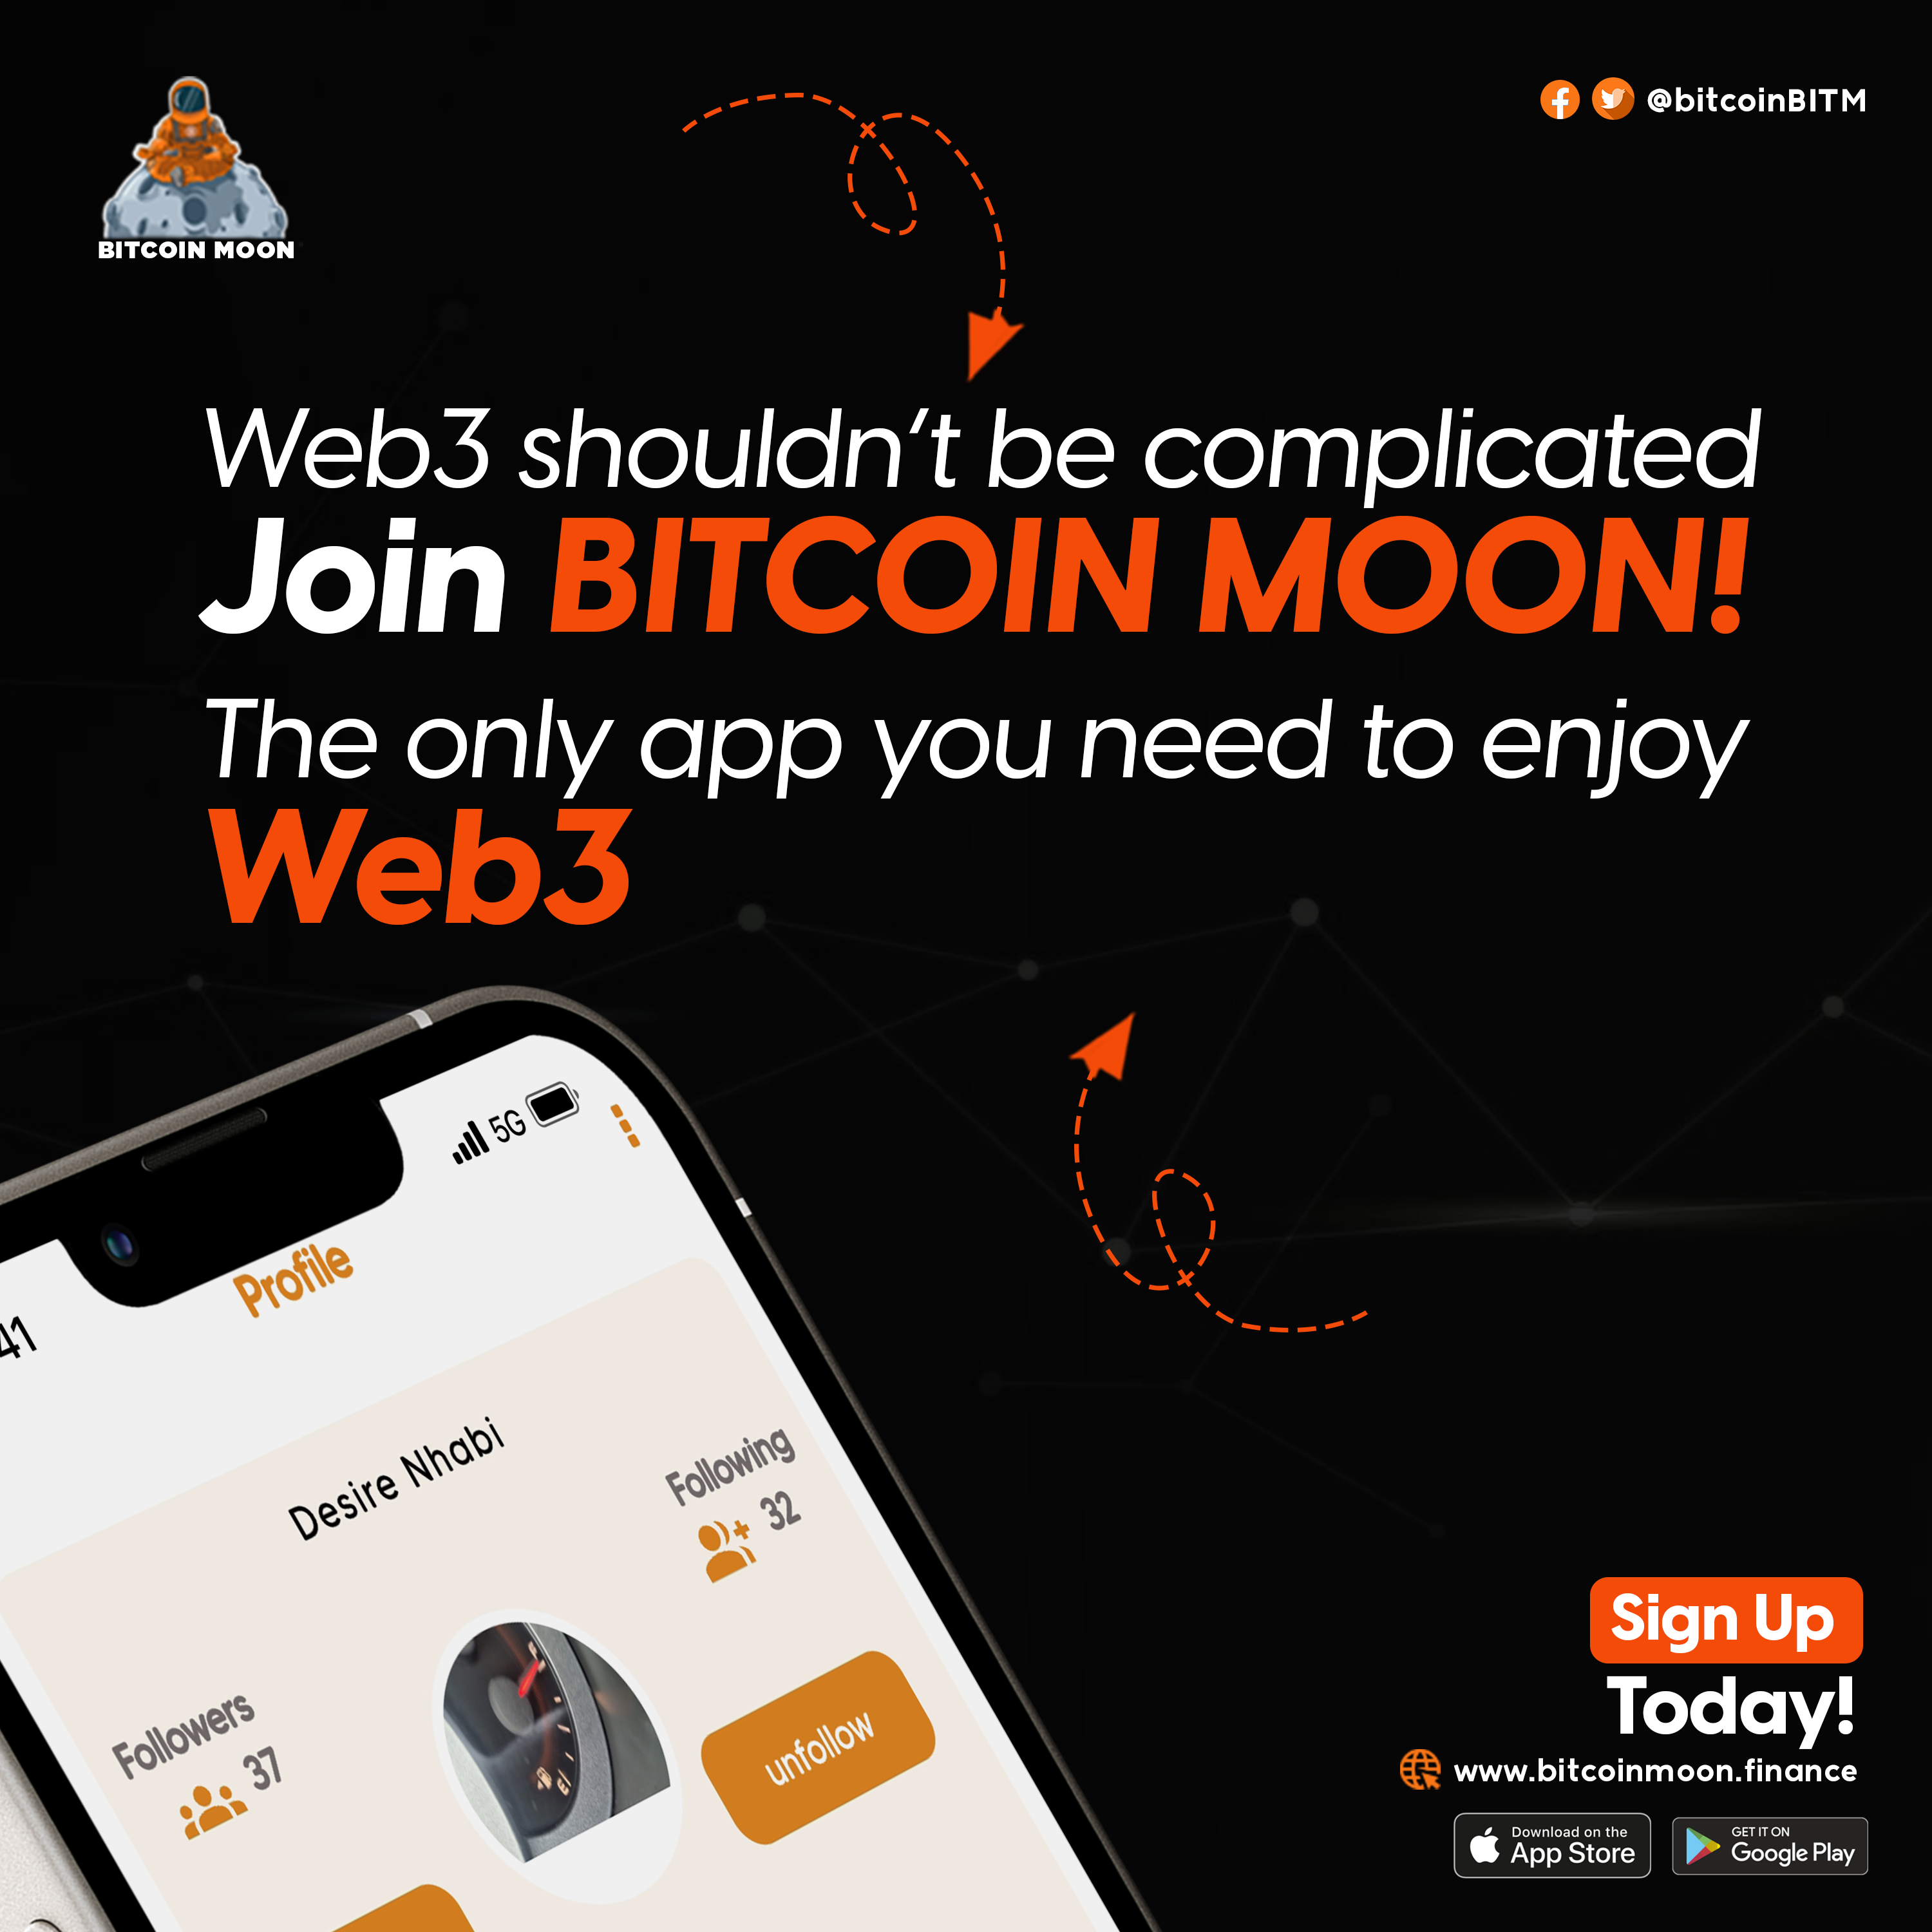 BITCOIN MOON
@bitcoinBITM
Web3 shouldn't be complicated
Join BITCOIN MOON!
The only app you need to enjoy
Web3
41
5G
Profile
Desire Nhabi
Following
32
Followers
37
unfollow
Sign Up
Today!
www.bitcoinmoon.finance
Download on the
App Store
GET IT ON
Google Play